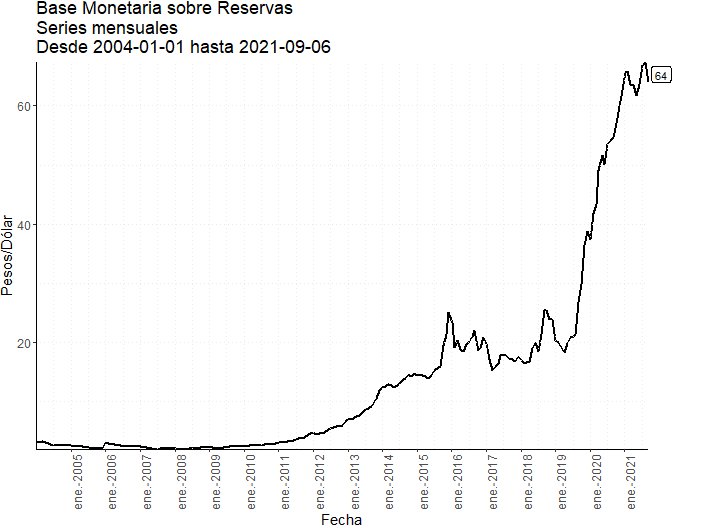 Base Monetaria sobre Reservas
Series mensuales
Desde 2004-01-01 hasta 2021-09-06
64
60
40
20
Pesos/Dólar
ene.-2005
ene.-2006
ene.-2007
ene.-2008
ene.-2009
ene.-2010
ene.-2011
ene.-2012
ene.-2013
ene.-2014
ene.-2015
ene.-2016
ene.-2017
ene.-2018
ene.-2019
ene.-2020
ene.-2021
Fecha